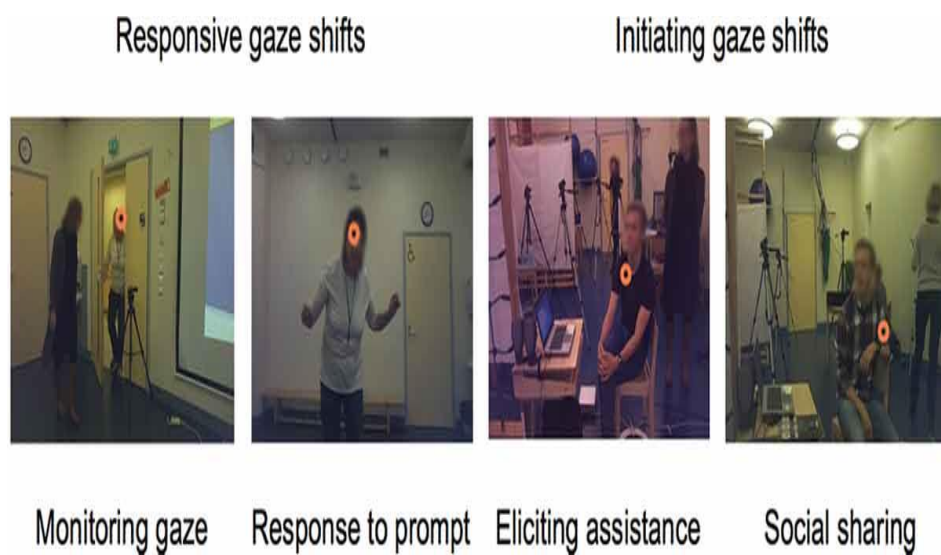 Responsive gaze shifts
Initiating gaze shifts
Monitoring gaze
Response to prompt
Eliciting assistance
Social sharing